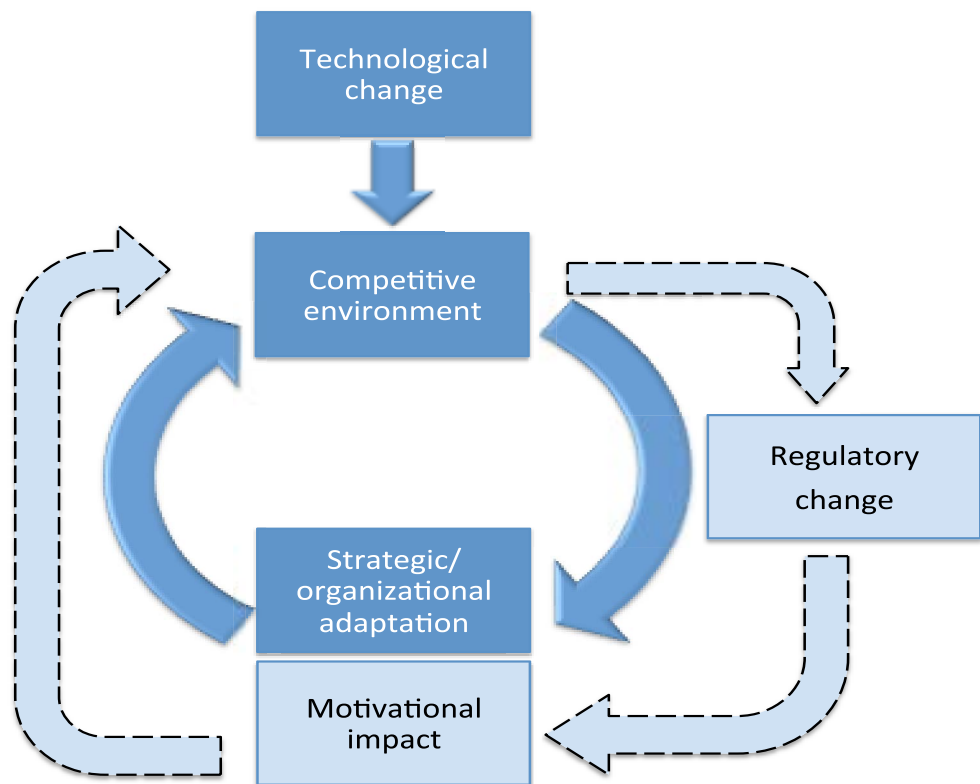 Technological
change
Competitive
environment
Regulatory
change
Strategic/
organizational
adaptation
Motivational
impact